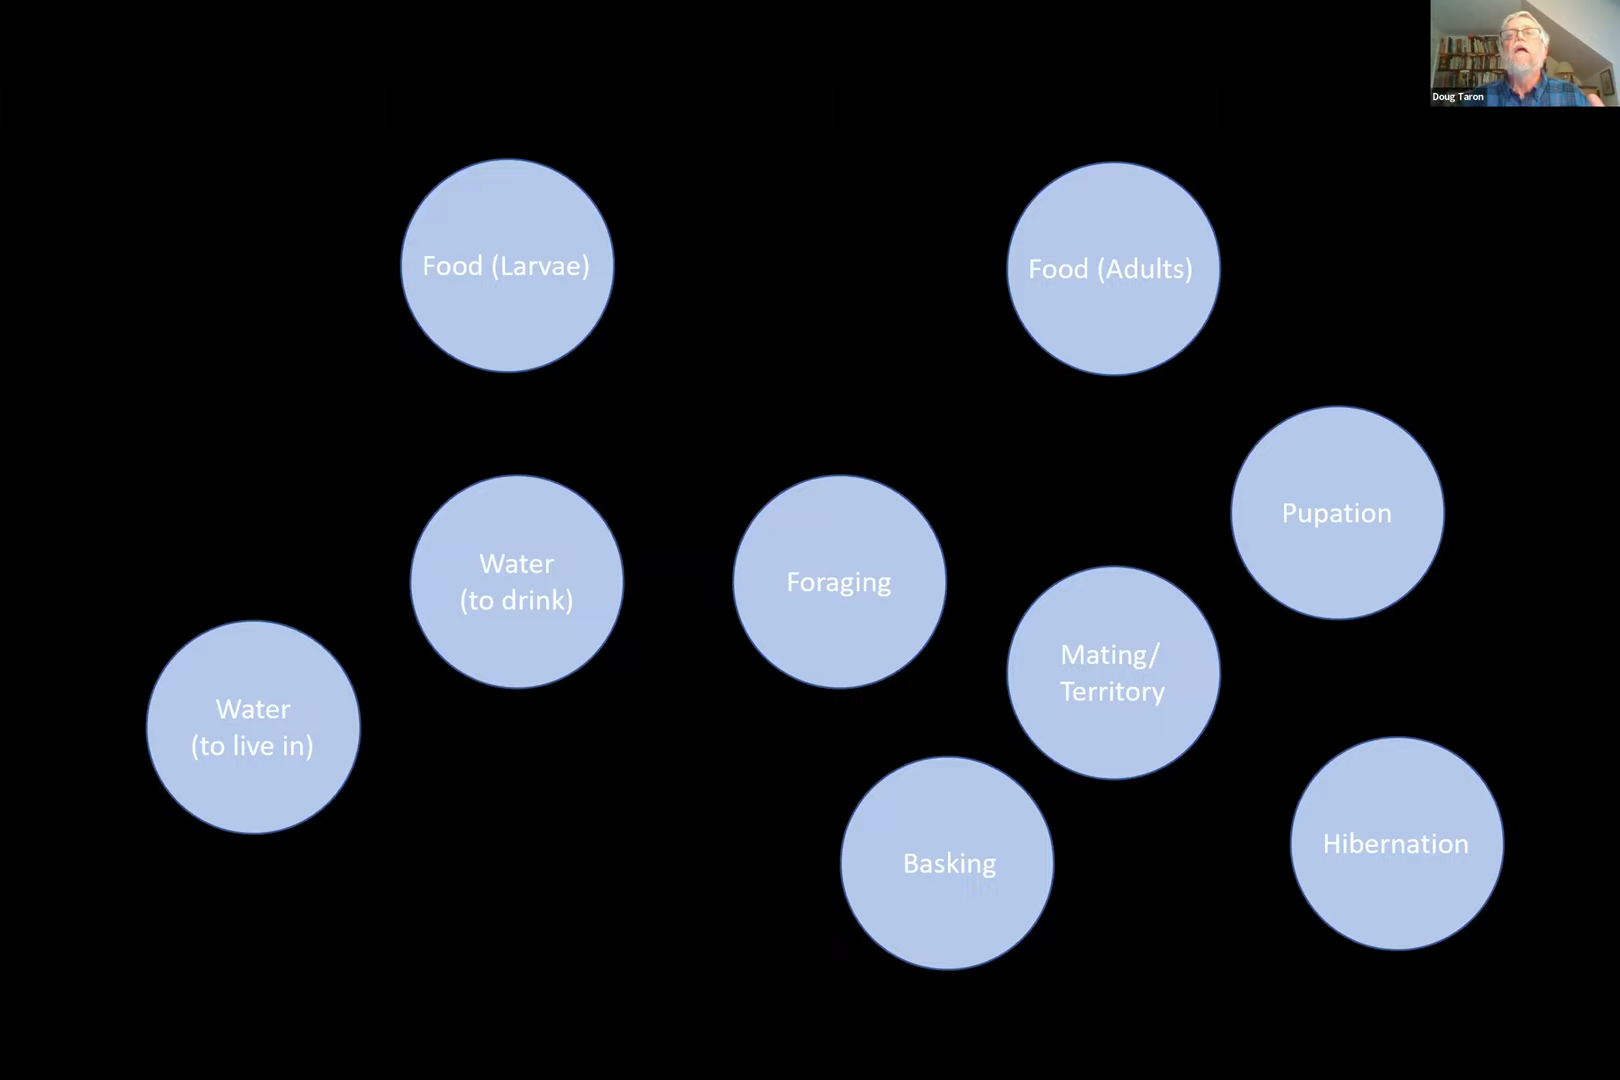 Doug Taron
Food (Larvae)
Food (Adults)
Pupation
Water
(to drink)
Foraging
Mating/
Territory
Water
(to live in)
Basking
Hibernation